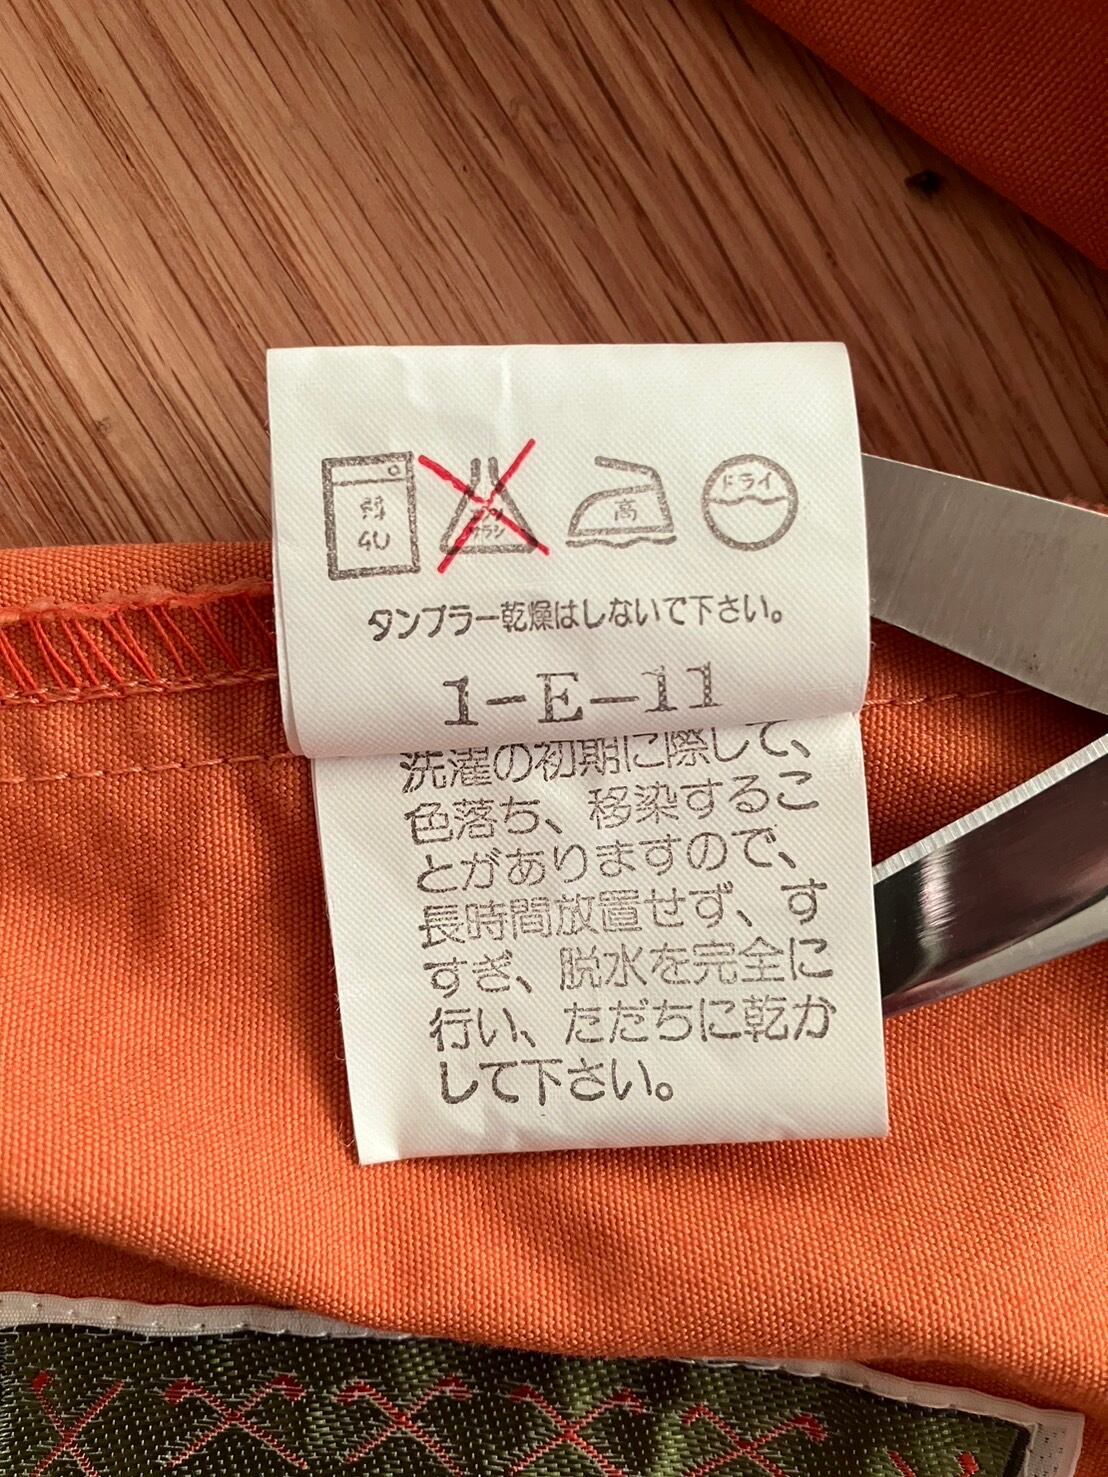 弱
40
エンソ
サラシ
高
ドライ
タンブラー乾燥はしないで下さい。
1-E-11
洗濯の初期に際して、
色落ち、移染するこ
とがありますので、
長時間放置せず、す
すぎ、脱水を完全に
行い、ただちに乾か
して下さい。